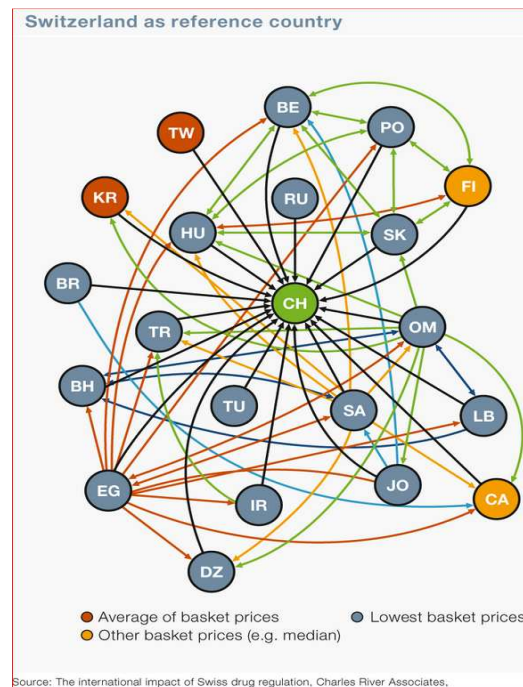 Switzerland as reference country
BE
TW
PO
KR
RU
FI
HU
SK
BR
CH
TR
OM
BH
TU
SA
LB
EG
IR
JO
CA
DZ
Average of basket prices
Lowest basket prices
Other basket prices (e.g. median)
Source: The international impact of Swiss drug regulation, Charles River Associates,